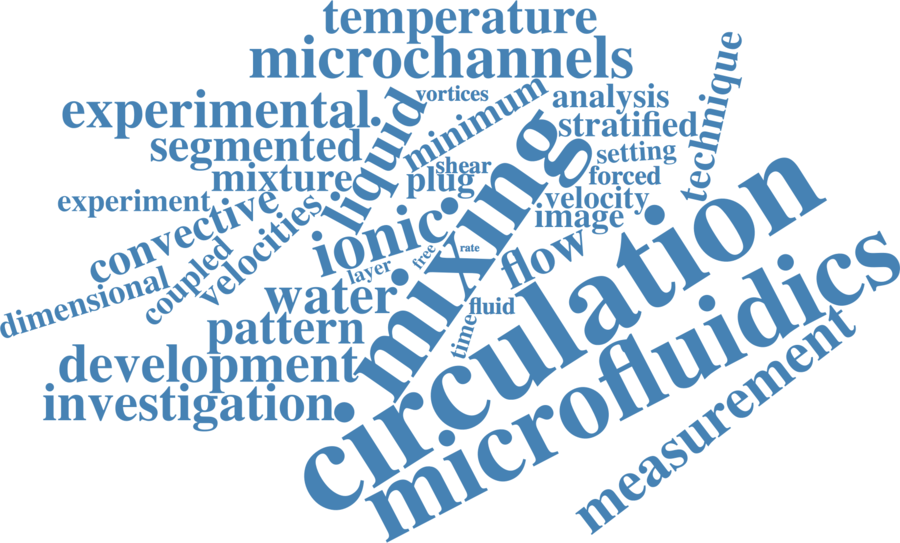 temperature
microchannels
technique
vortices
minimum
analysis
experimental
liquid
stratified
segmented
shear
setting
mixture
plug
forced
experiment
velocity
convective
velocities
ionic
mixing
image
coupled
layer
free
rate
flow
dimensional
water
fluid
circulation
pattern
time
development
microfluidics
investigation
measurement